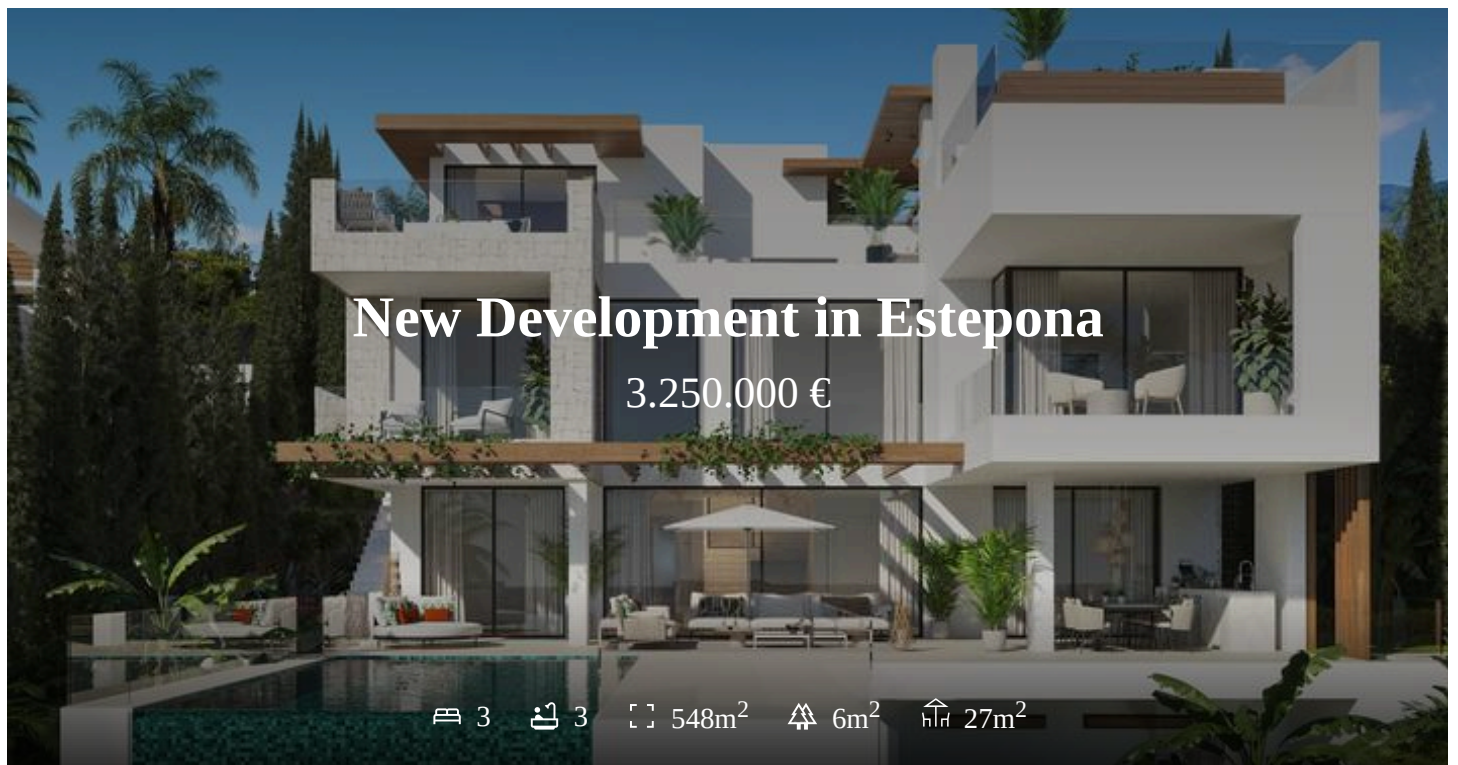 New Development in Estepona
3.250.000 €
3 3 548m² 6m² 27m²